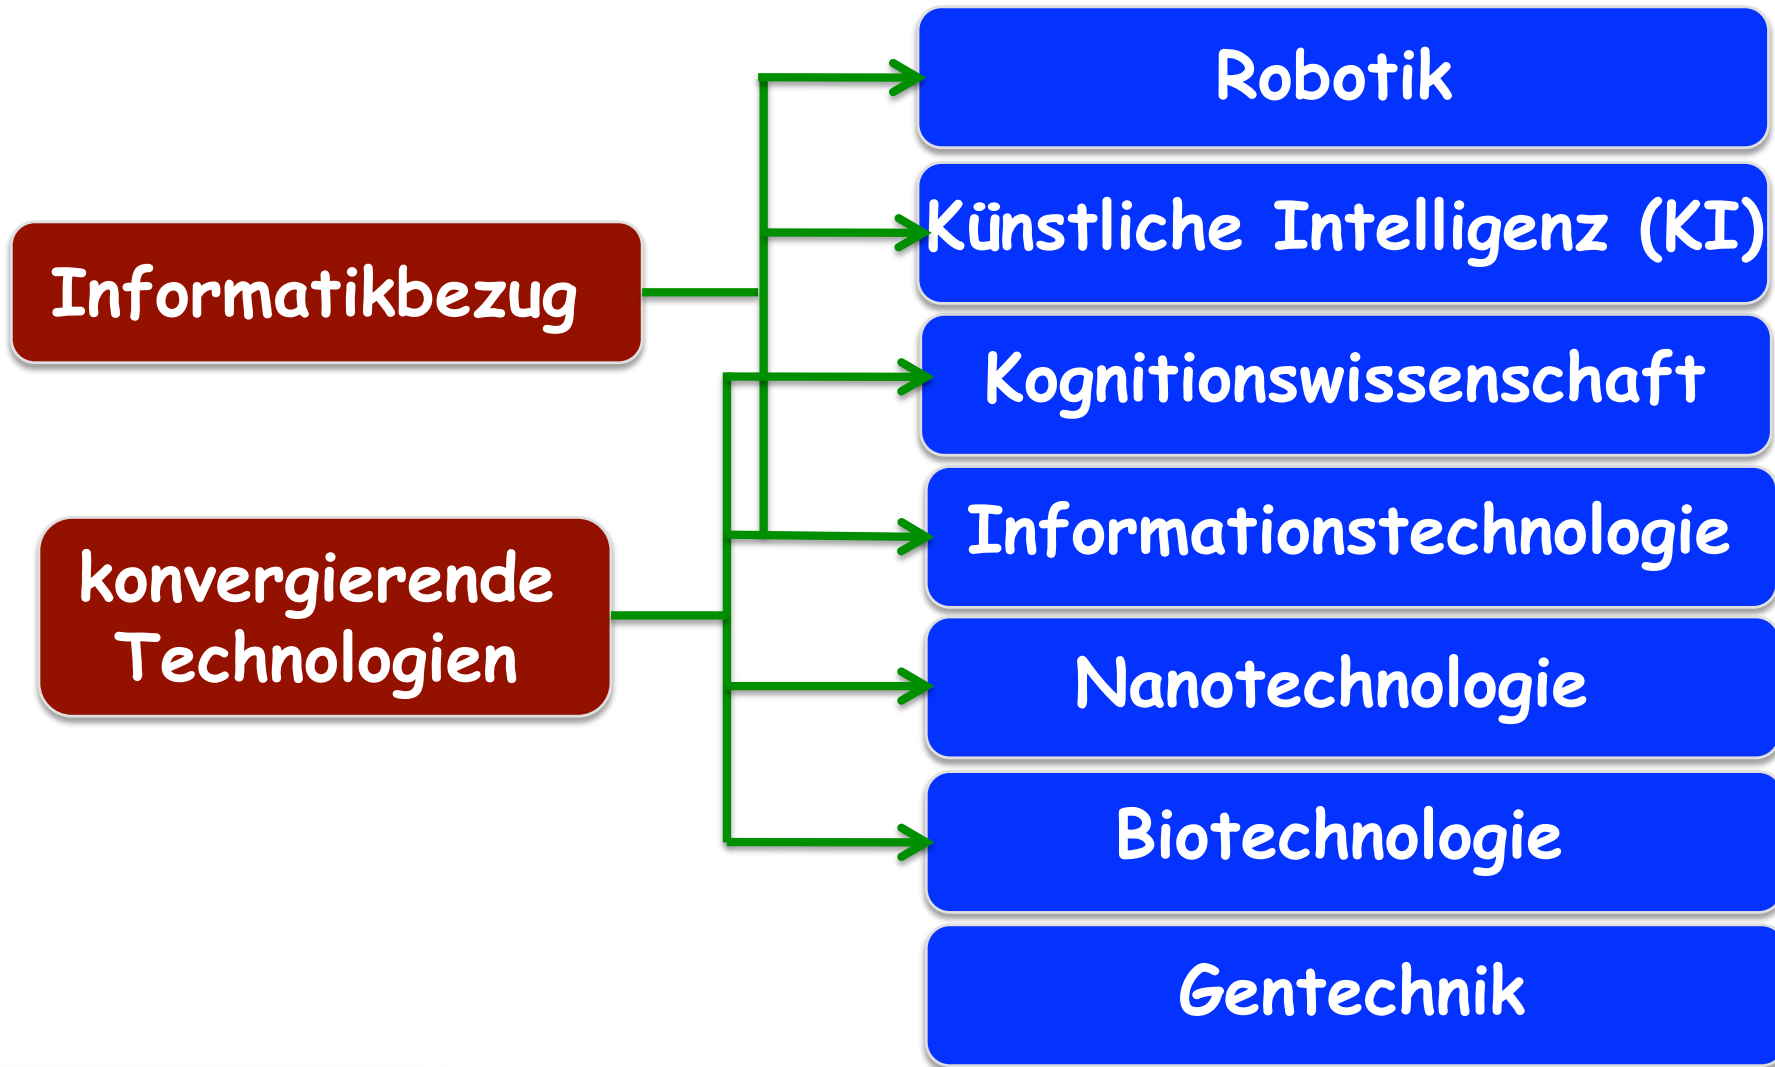 Robotik
Künstliche Intelligenz (KI)
Informatikbezug
Kognitionswissenschaft
Informationstechnologie
konvergierende
Technologien
Nanotechnologie
Biotechnologie
Gentechnik